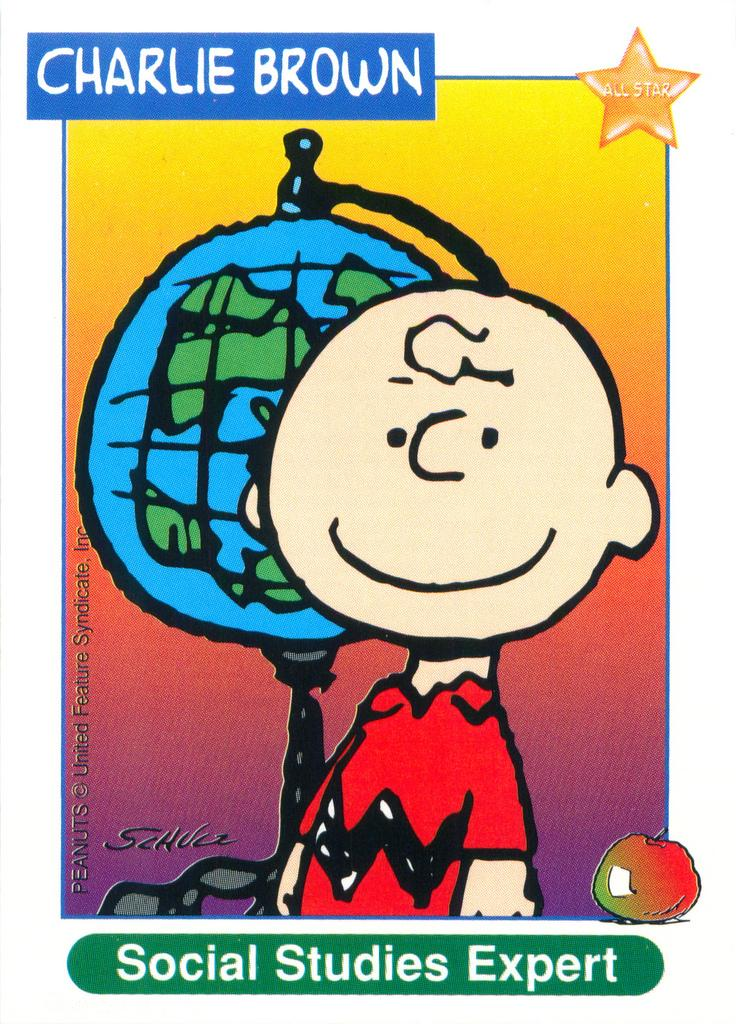 CHARLIE BROWN
ALL STAR
PEANUTS © United Feature Syndicate, Inc.
SCHULZ
Social Studies Expert